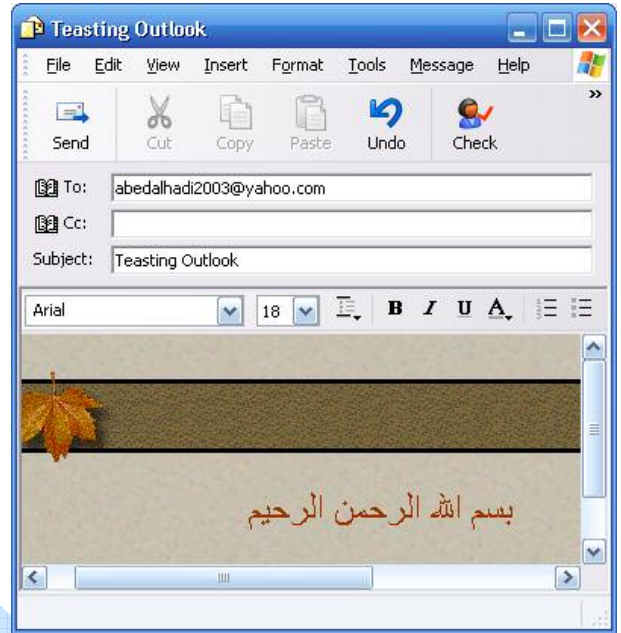 Teasting Outlook
File Edit View Insert Format Tools Message Help
»
Send Cut Copy Paste Undo Check
To: abedalhadi2003@yahoo.com
Cc:
Subject: Teasting Outlook
Arial 18 B I U A
بسم الله الرحمن الرحيم